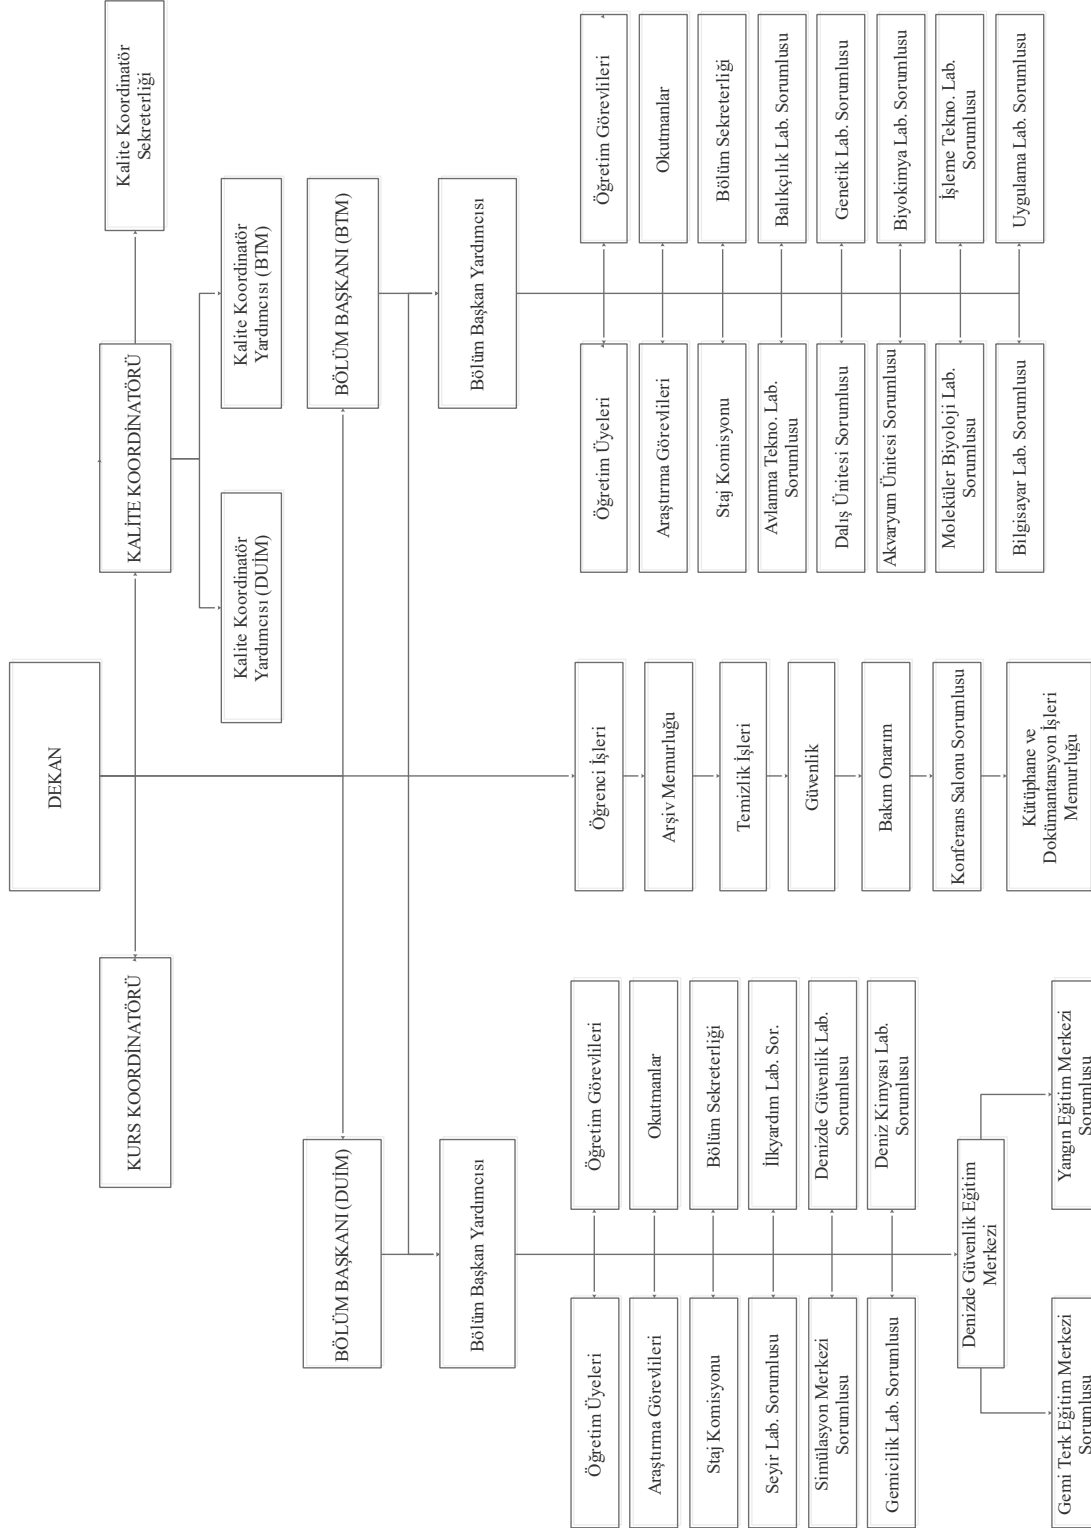 DEKAN
KURS KOORDİNATÖRÜ
KALİTE KOORDİNATÖRÜ
Kalite Koordinatör
Sekreterliği
Kalite Koordinatör
Yardımcısı (DUİM)
Kalite Koordinatör
Yardımcısı (BTM)
BÖLÜM BAŞKANI (DUİM)
BÖLÜM BAŞKANI (BTM)
Bölüm Başkan Yardımcısı
Bölüm Başkan Yardımcısı
Öğretim Üyeleri
Öğretim Görevlileri
Araştırma Görevlileri
Okutmanlar
Staj Komisyonu
Bölüm Sekreterliği
Seyir Lab. Sorumlusu
İlkyardım Lab. Sor.
Simülasyon Merkezi
Sorumlusu
Denizde Güvenlik Lab.
Sorumlusu
Gemicilik Lab. Sorumlusu
Deniz Kimyası Lab.
Sorumlusu
Denizde Güvenlik Eğitim
Merkezi
Gemi Terk Eğitim Merkezi
Sorumlusu
Yangın Eğitim Merkezi
Sorumlusu
Öğrenci İşleri
Arşiv Memurluğu
Temizlik İşleri
Güvenlik
Bakım Onarım
Konferans Salonu Sorumlusu
Kütüphane ve
Dokümantansyon İşleri
Memurluğu
Öğretim Üyeleri
Öğretim Görevlileri
Araştırma Görevlileri
Okutmanlar
Staj Komisyonu
Bölüm Sekreterliği
Avlanma Tekno. Lab.
Sorumlusu
Balıkçılık Lab. Sorumlusu
Dalış Ünitesi Sorumlusu
Genetik Lab. Sorumlusu
Akvaryum Ünitesi Sorumlusu
Biyokimya Lab. Sorumlusu
Moleküler Biyoloji Lab.
Sorumlusu
İşleme Tekno. Lab.
Sorumlusu
Bilgisayar Lab. Sorumlusu
Uygulama Lab. Sorumlusu